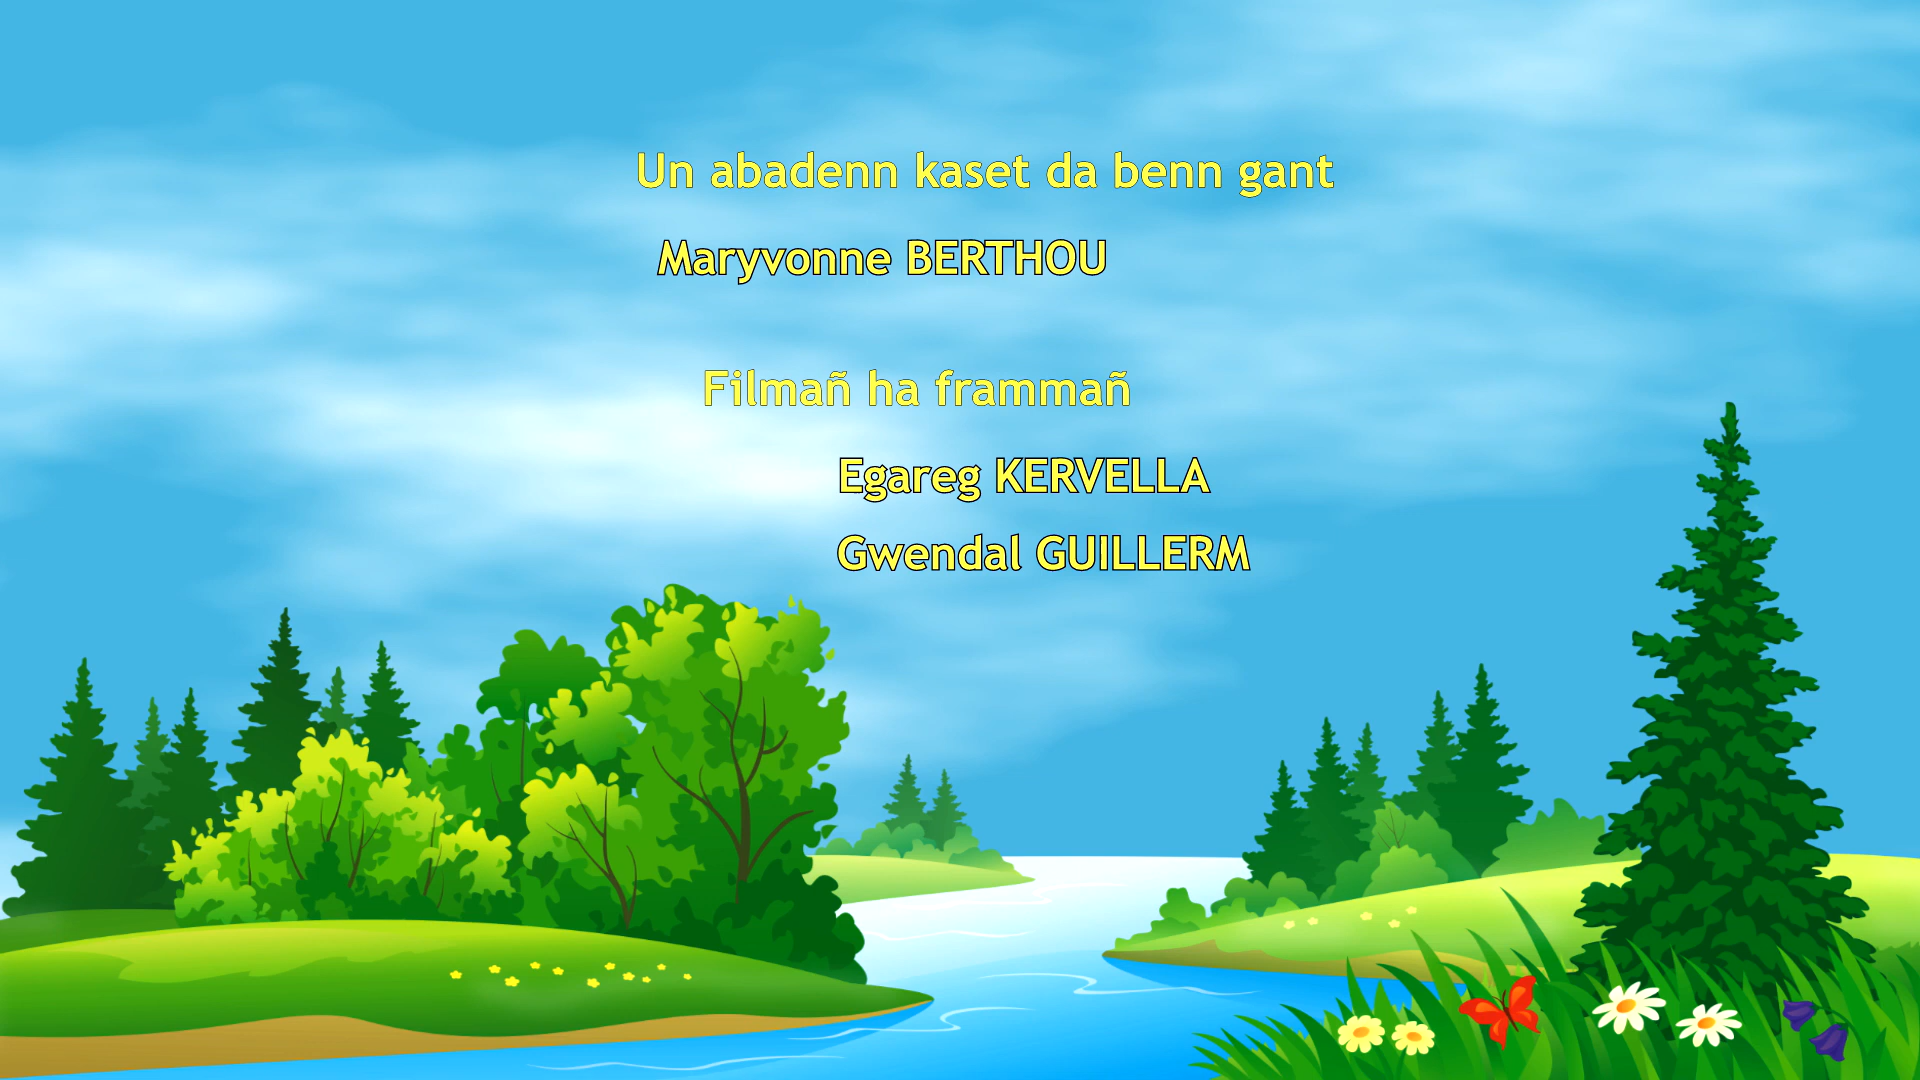 Un abadenn kaset da benn gant
Maryvonne BERTHOU
Filmañ ha frammañ
Egareg KERVELLA
Gwendal GUILLERM